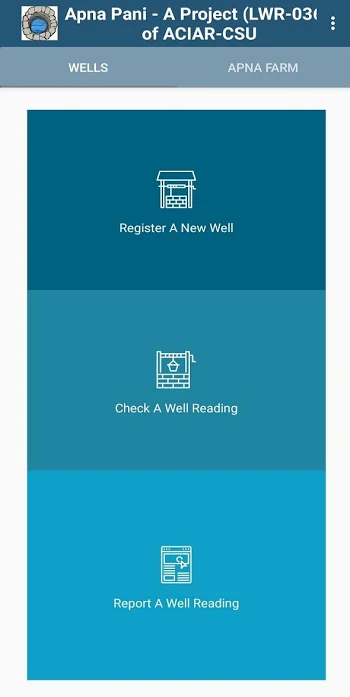 Apna Pani - A Project (LWR-036
of ACIAR-CSU
WELLS
APNA FARM
Register A New Well
Check A Well Reading
Report A Well Reading